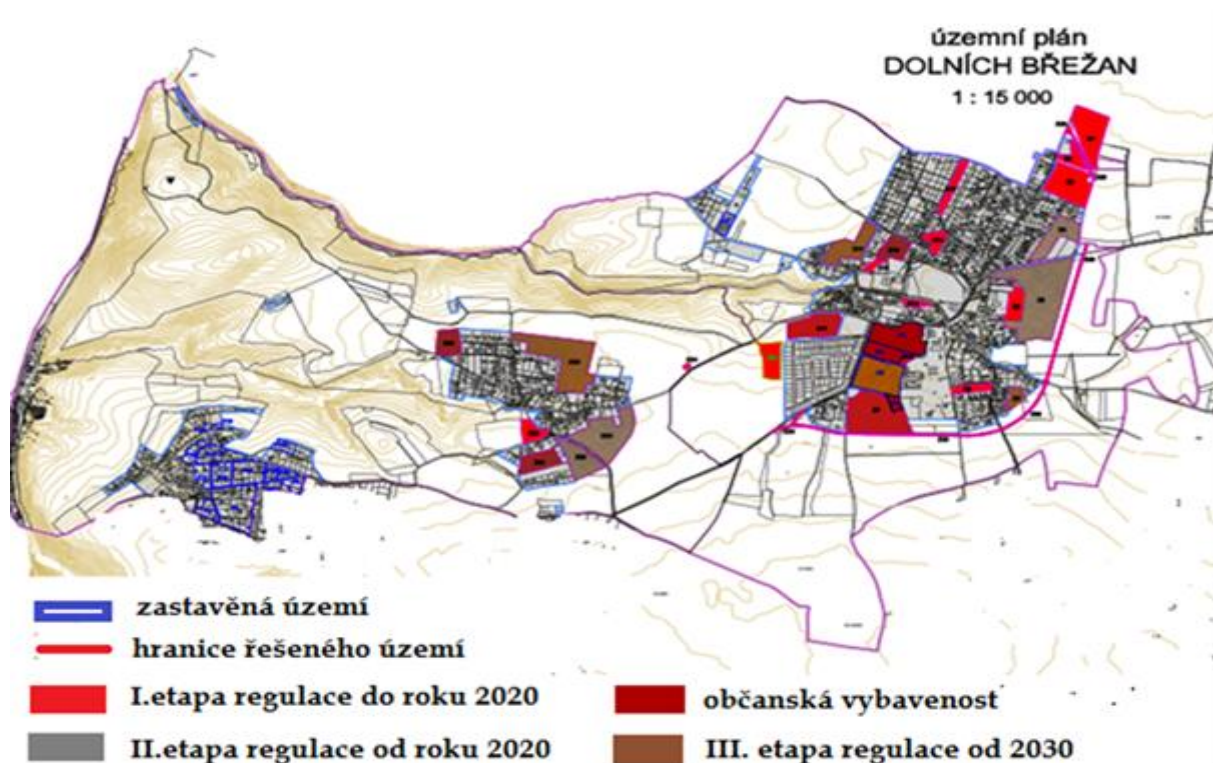 územní plán
DOLNÍCH BŘEŽAN
1 : 15 000
zastavěná území
hranice řešeného území
I.etapa regulace do roku 2020
občanská vybavenost
II.etapa regulace od roku 2020
III. etapa regulace od 2030